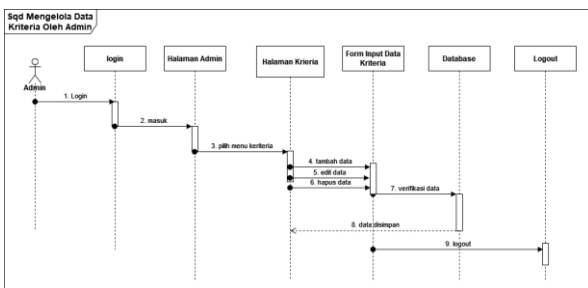 Sqd Mengelola Data
Kriteria Oleh Admin
Admin
login
Halaman Admin
Halaman Krieria
Form Input Data
Kriteria
Database
Logout
1. Login
2. masuk
3. pilih menu keriteria
4. tambah data
5. edil data
6. hapus data
7. verifikasi data
8. data disimpan
9. logout